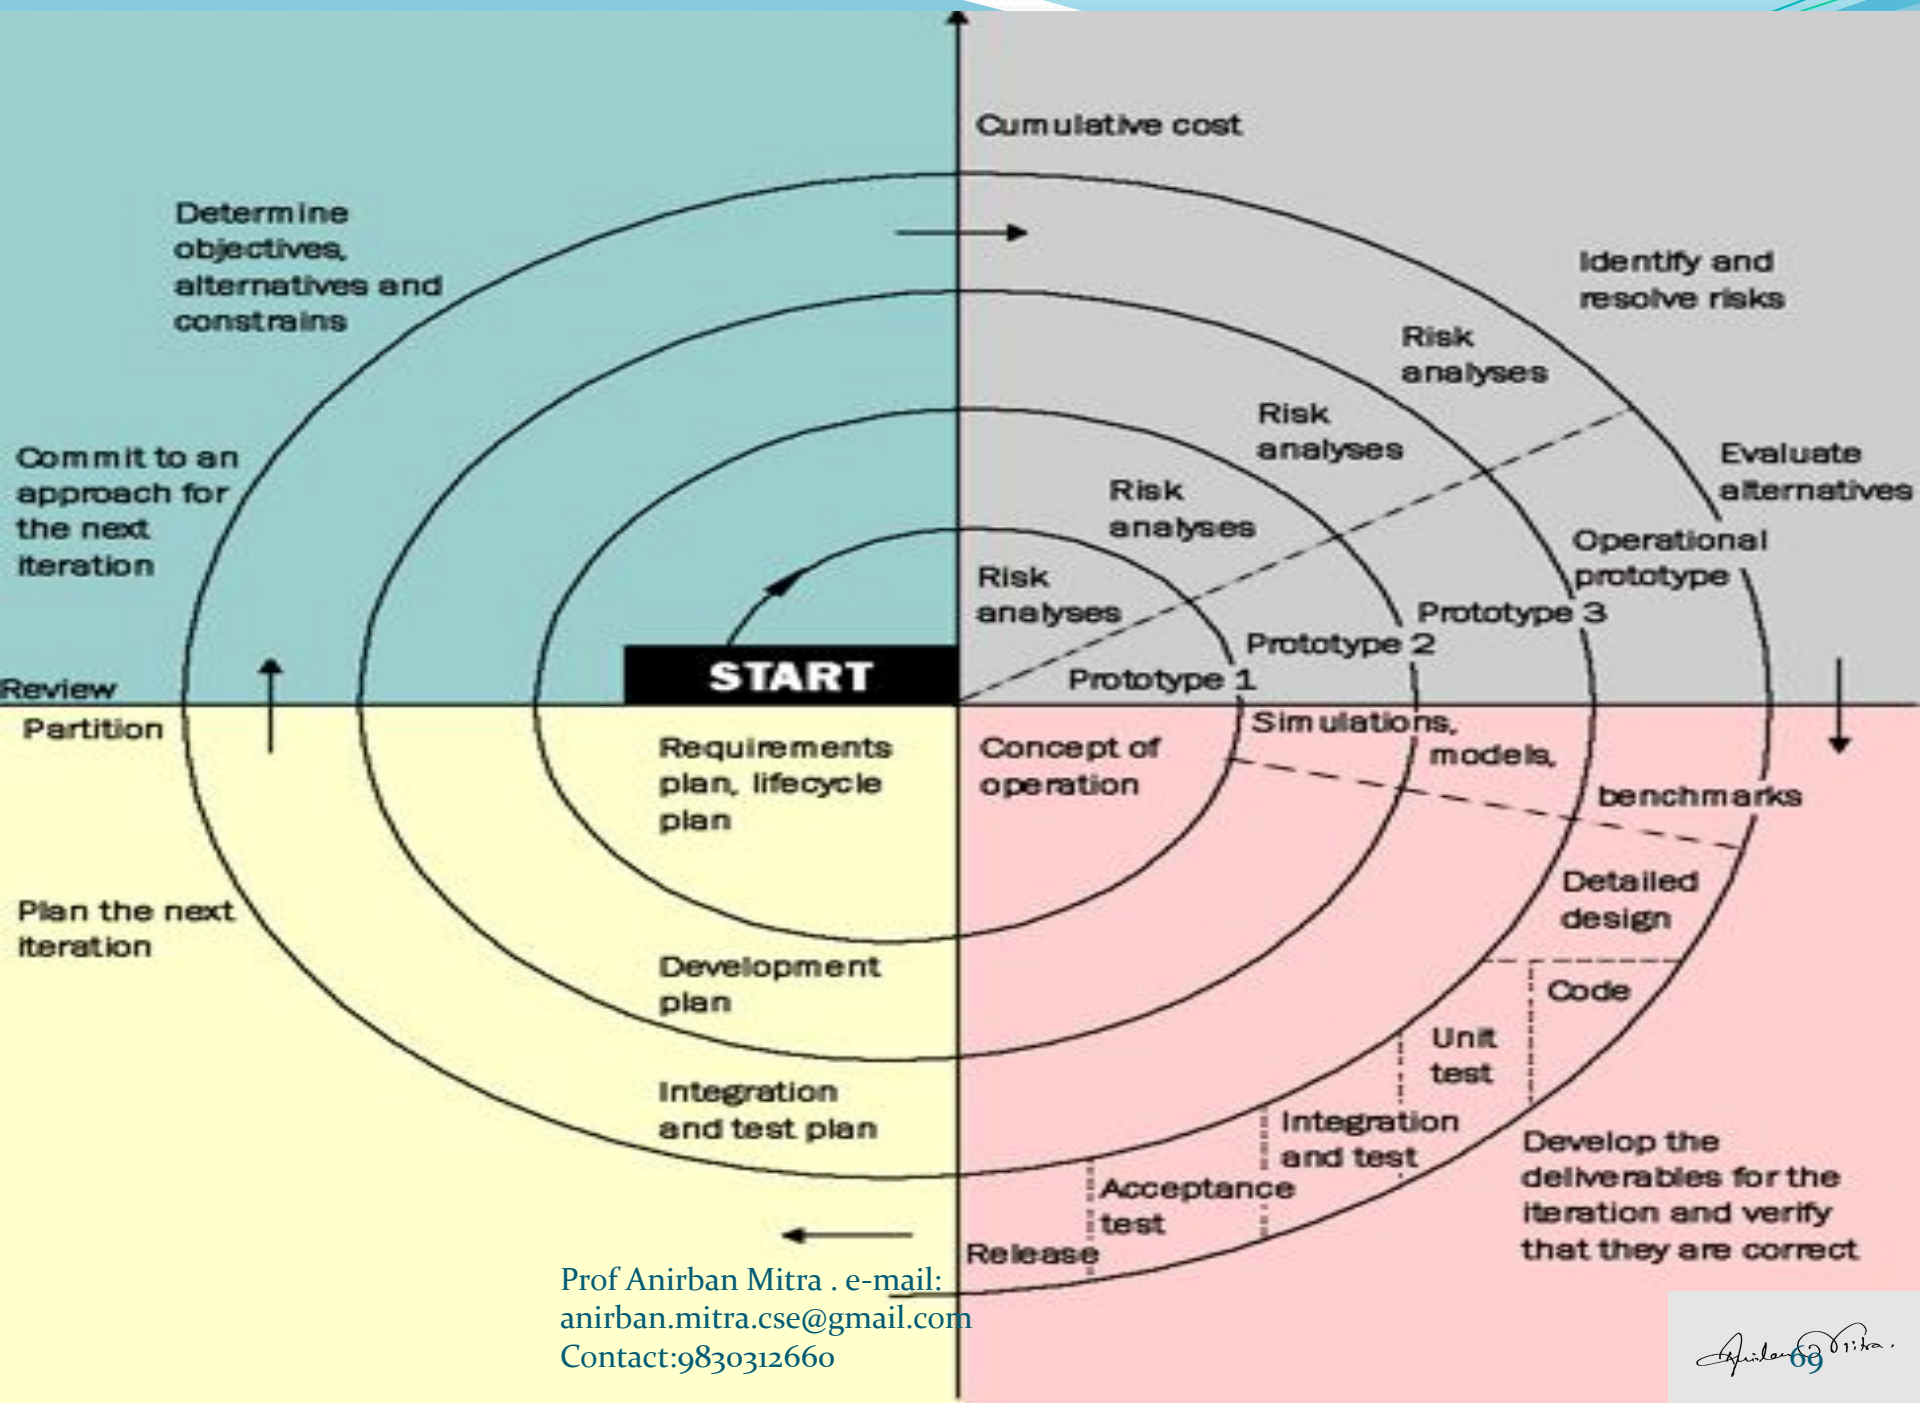 Cumulative cost
Determine
objectives,
alternatives and
constrains
Identify and
resolve risks
Risk
analyses
Risk
analyses
Risk
analyses
Risk
analyses
Evaluate
alternatives
Commit to an
approach for
the next
iteration
Operational
prototype
Prototype 3
Prototype 2
Prototype 1
START
Review
Partition
Requirements
plan, lifecycle
plan
Concept of
operation
Simulations,
models,
benchmarks
Plan the next
iteration
Detailed
design
Development
plan
Code
Unit
test
Integration
and test plan
Integration
and test
Acceptance
test
Release
Develop the
deliverables for the
iteration and verify
that they are correct
Prof Anirban Mitra . e-mail:
anirban.mitra.cse@gmail.com
Contact:9830312660
Anirban Mitra.
69